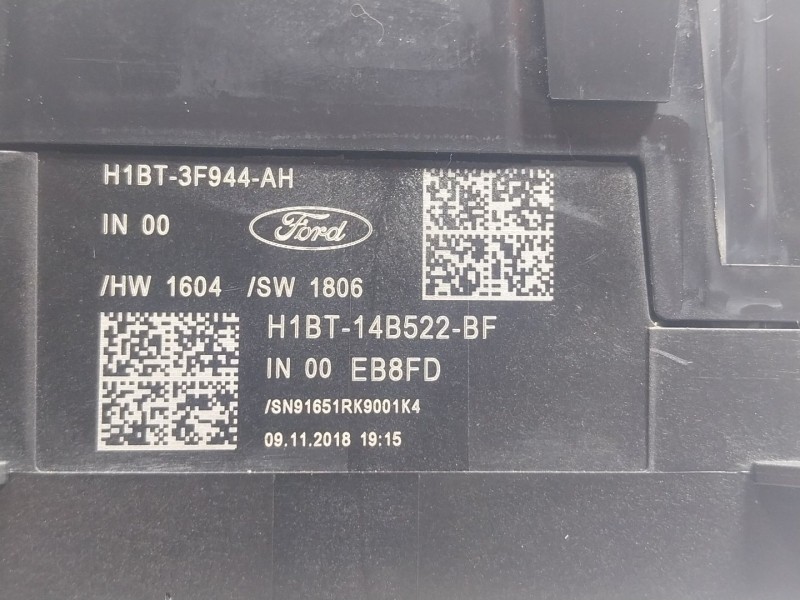 H1BT-3F944-AH
IN 00 Ford
/HW 1604 /SW 1806
H1BT-14B522-BF
IN 00 EB8FD
/SN91651RK9001K4
09.11.2018 19:15